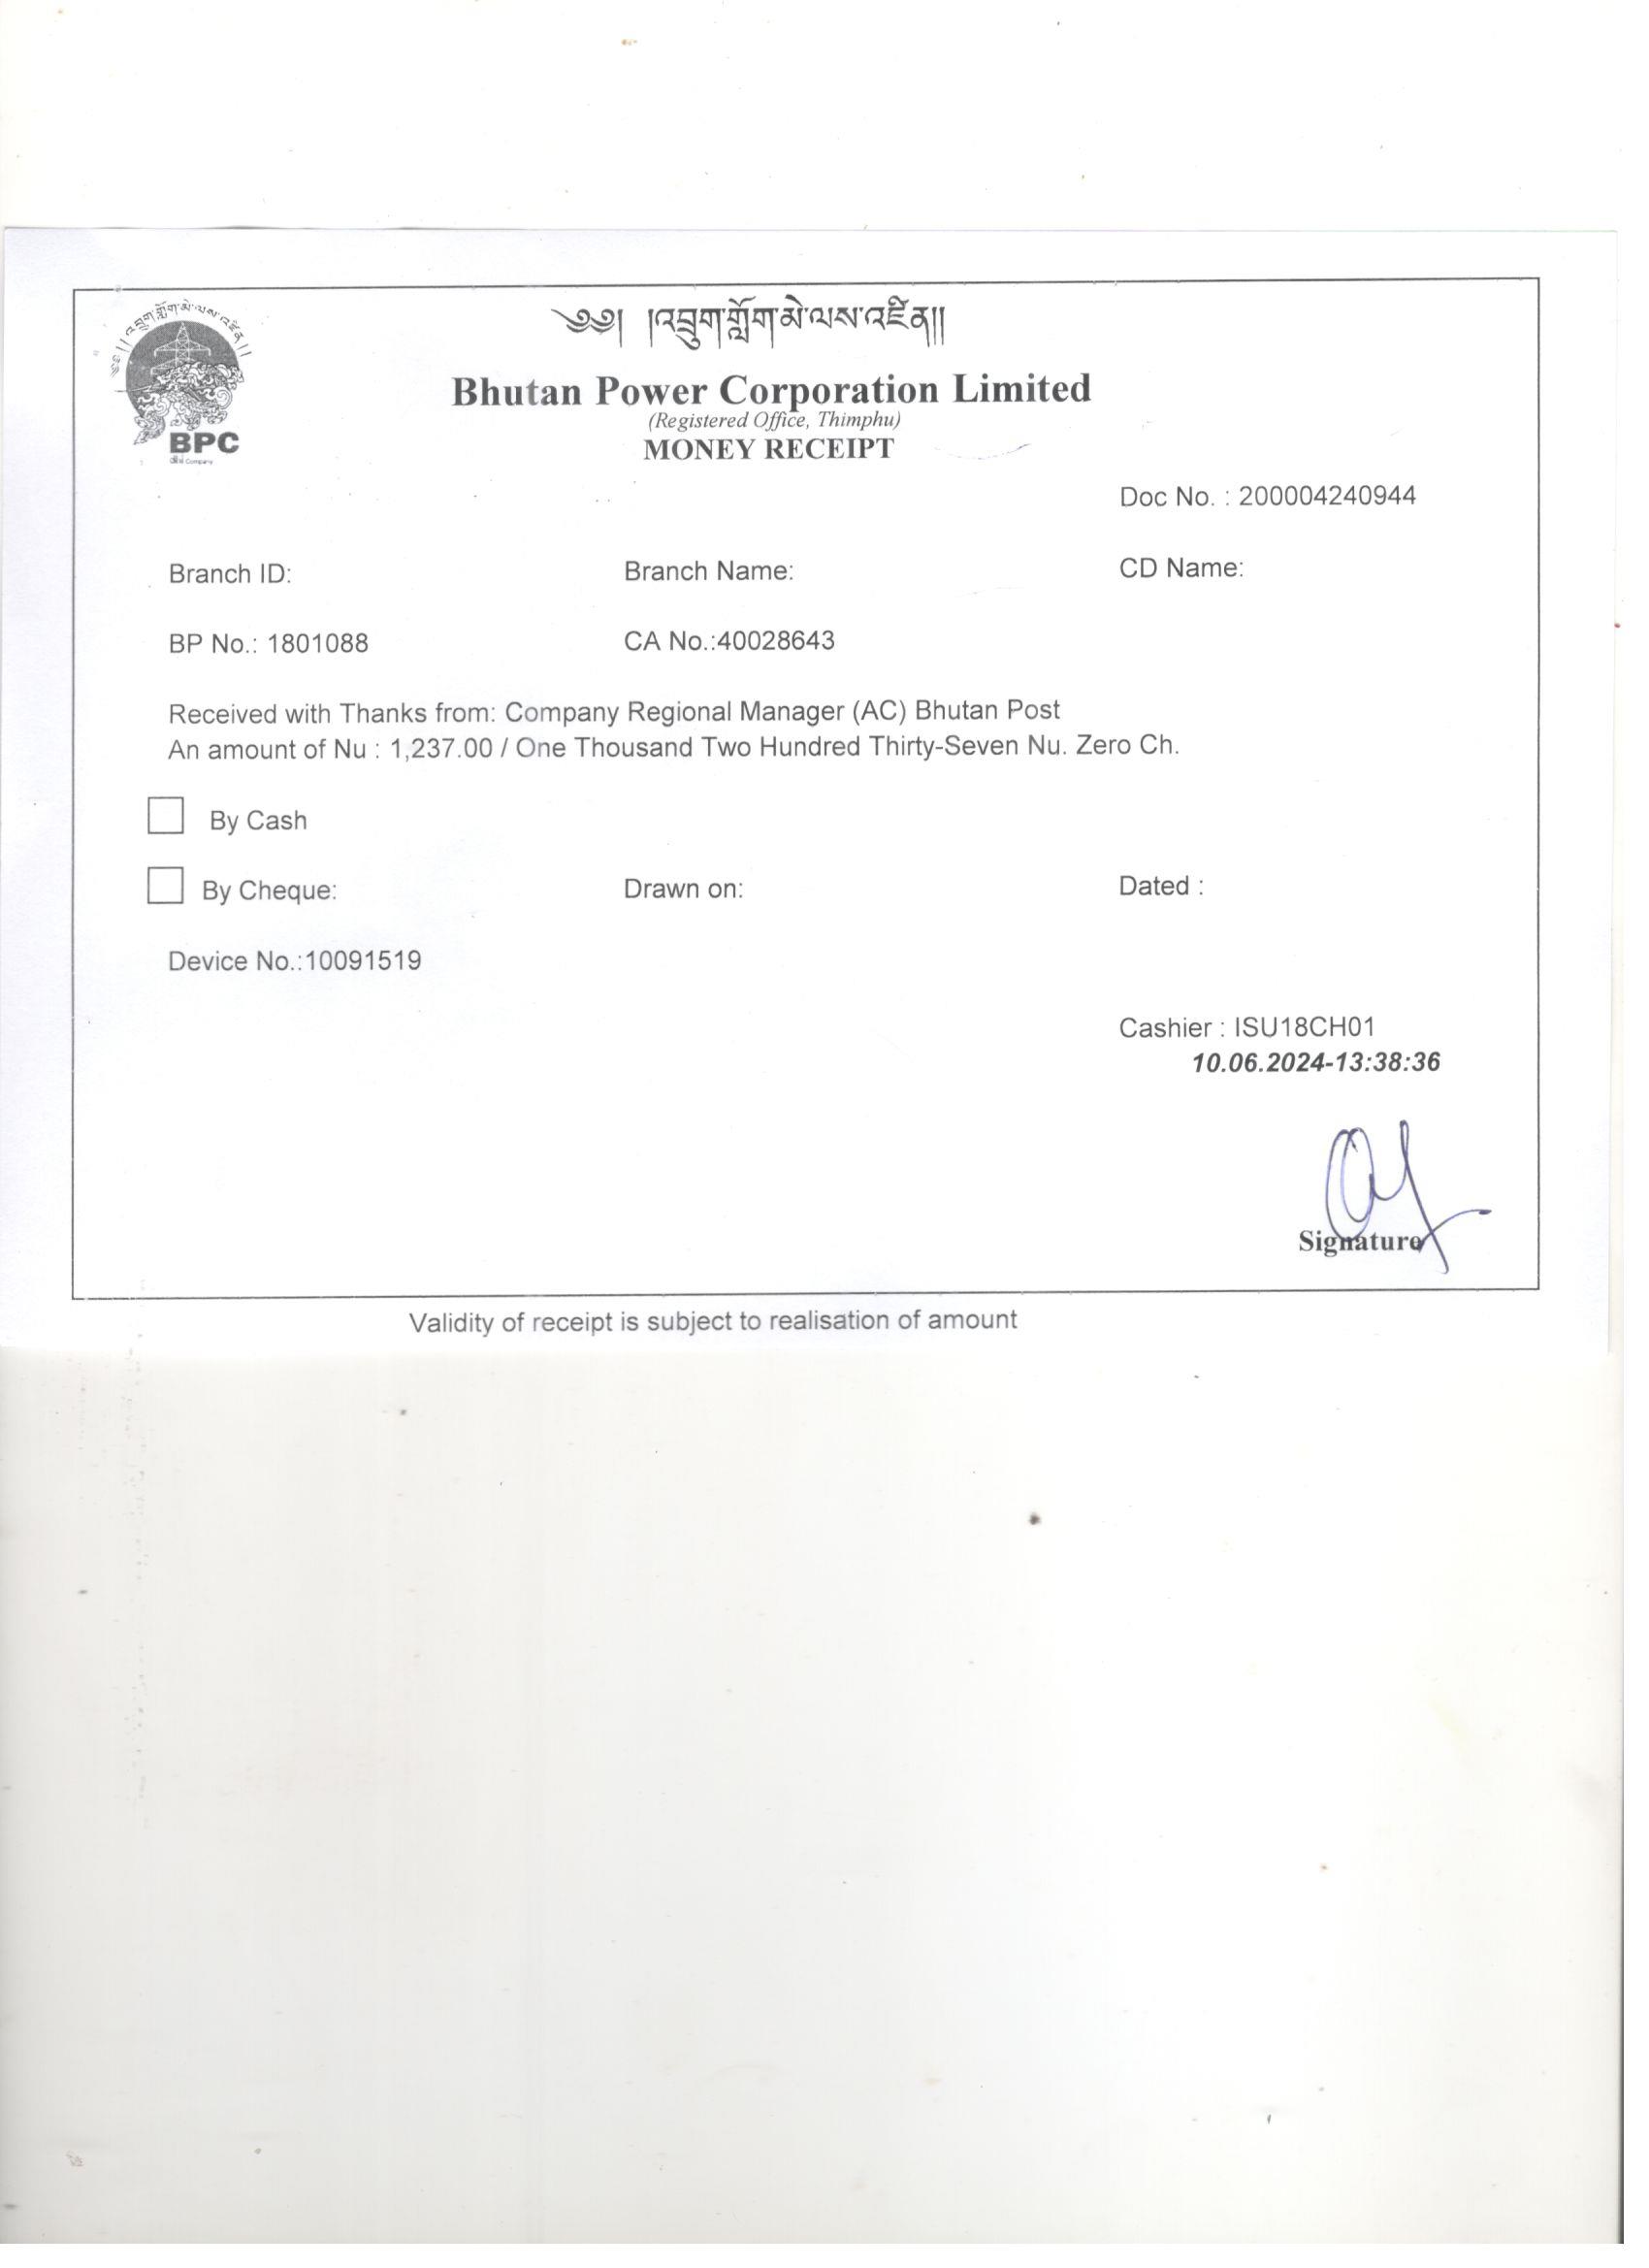 ༄༅། །འབྲུག་གློག་མེ་ལས་འཛིན།།
༄༅།།འབྲུག་གློག་མེ་ལས་འཛིན།།
BPC
Company
Bhutan Power Corporation Limited
(Registered Office, Thimphu)
MONEY RECEIPT
Doc No. : 200004240944
Branch ID: Branch Name: CD Name:
BP No.: 1801088 CA No.:40028643
Received with Thanks from: Company Regional Manager (AC) Bhutan Post
An amount of Nu : 1,237.00 / One Thousand Two Hundred Thirty-Seven Nu. Zero Ch.
By Cash
By Cheque: Drawn on: Dated :
Device No.:10091519
Cashier : ISU18CH01
10.06.2024-13:38:36
Signature
Validity of receipt is subject to realisation of amount